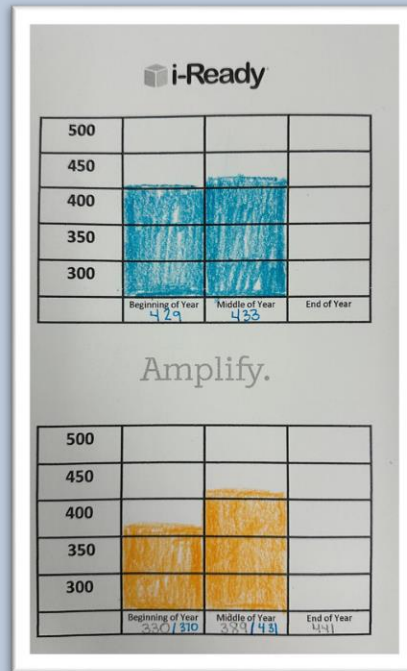 i-Ready
500
450
400
350
300
Beginning of Year Middle of Year End of Year
429 433
Amplify.
500
450
400
350
300
Beginning of Year Middle of Year End of Year
330/370 389/431 441